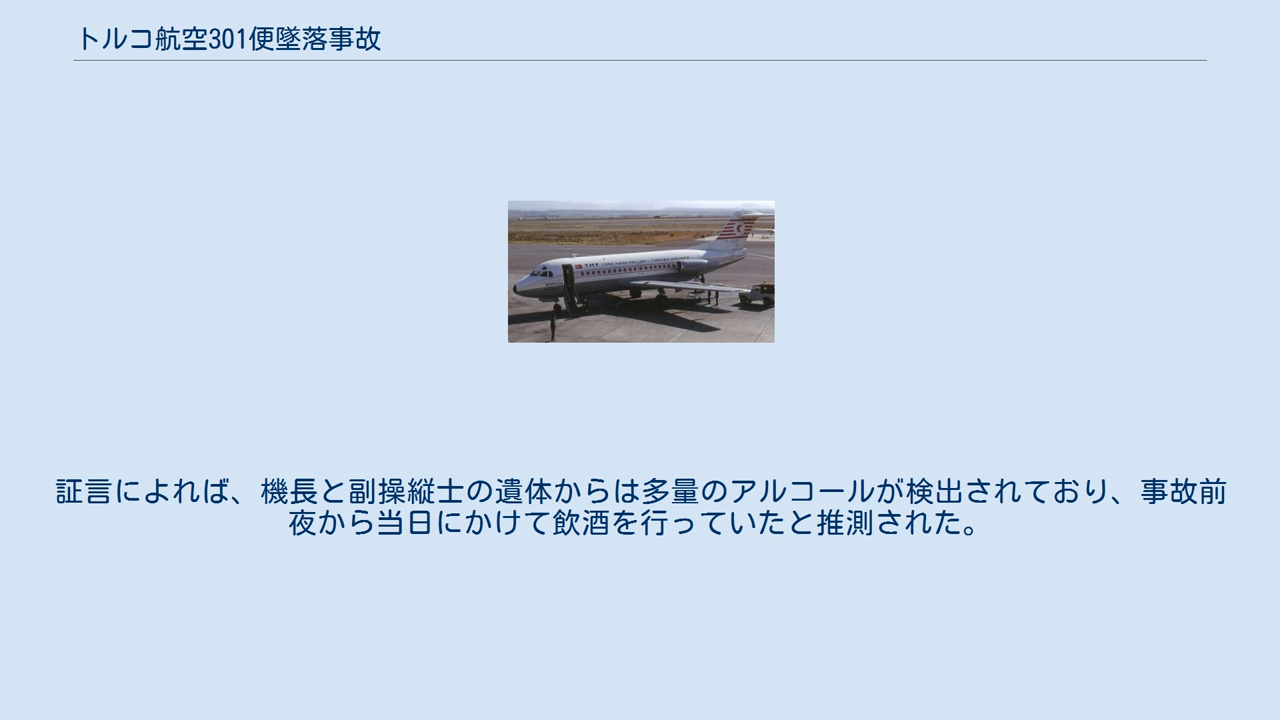 トルコ航空301便墜落事故
証言によれば、機長と副操縦士の遺体からは多量のアルコールが検出されており、事故前
夜から当日にかけて飲酒を行っていたと推測された。